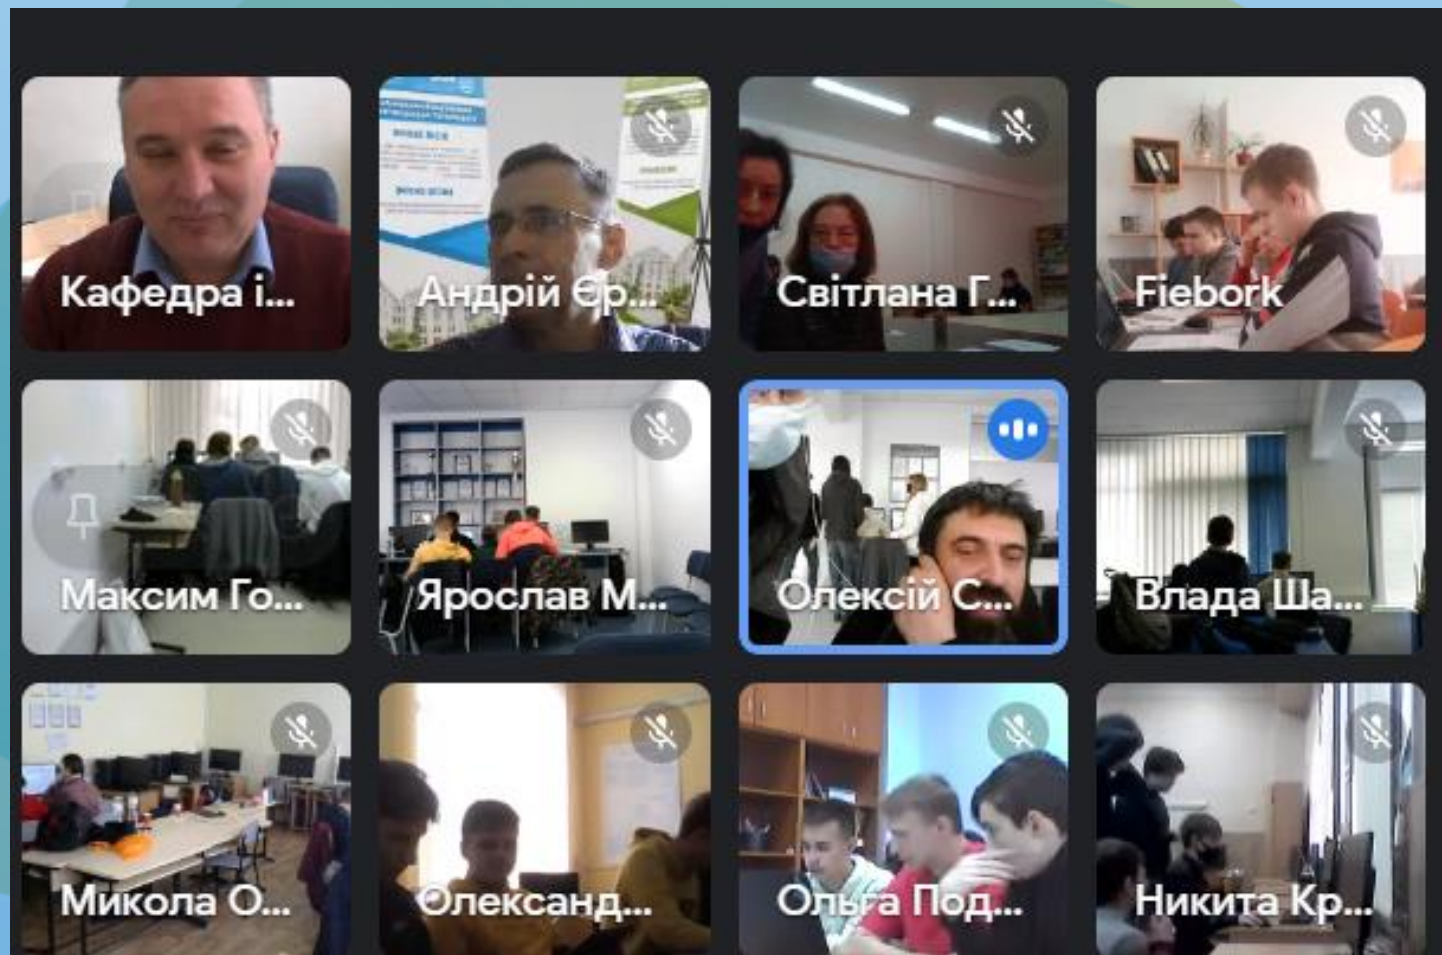 Кафедра і...
Андрій Єр...
Світлана Г...
Fiebork
Максим Го...
Ярослав М...
Олексій С...
Влада Ша...
Микола О...
Олександ...
Ольга Под...
Никита Кр...